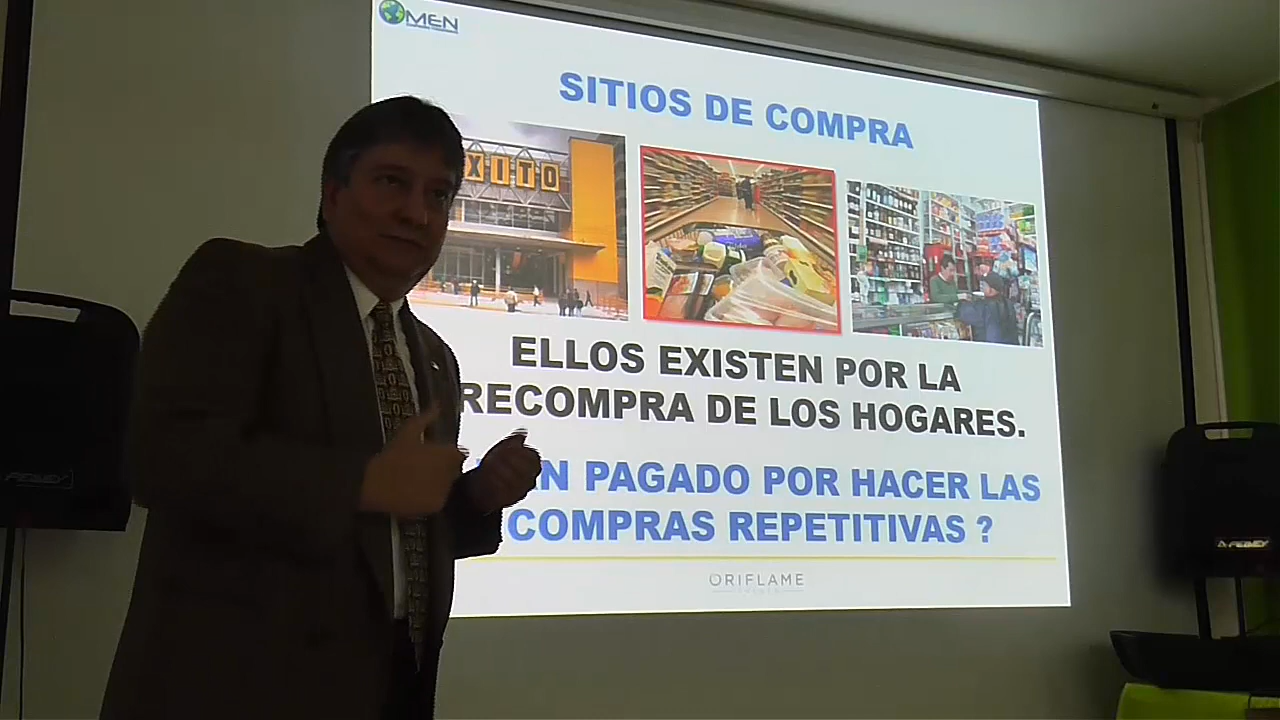 MEN
SITIOS DE COMPRA
XITO
ELLOS EXISTEN POR LA
RECOMPRA DE LOS HOGARES.
PAGADO POR HACER LAS
COMPRAS REPETITIVAS ?
ORIFLAME